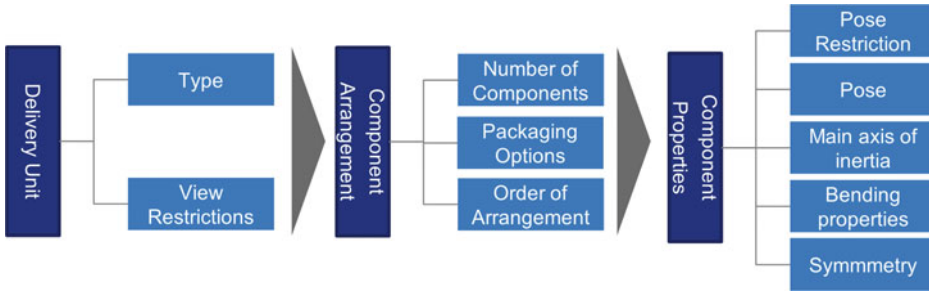 Delivery Unit
Type
View
Restrictions
Component
Arrangement
Number of
Components
Packaging
Options
Order of
Arrangement
Component
Properties
Pose
Restriction
Pose
Main axis of
inertia
Bending
properties
Symmmetry